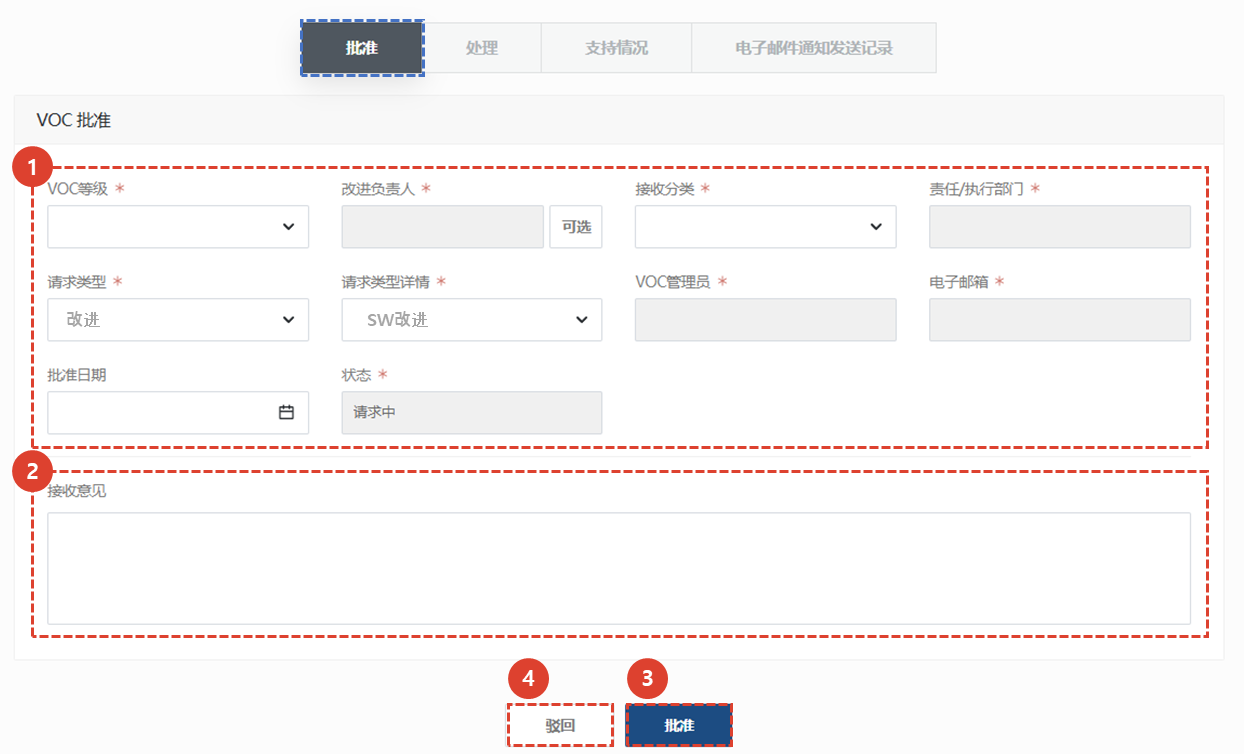 批准 处理 支持情况 电子邮件通知发送记录
VOC 批准
1
VOC等级 * 改进负责人 * 接收分类 * 责任/执行部门 *
可选
请求类型 * 请求类型详情 * VOC管理员 * 电子邮箱 *
改进 SW改进
批准日期 状态 *
请求中
2
接收意见
4 3
驳回 批准